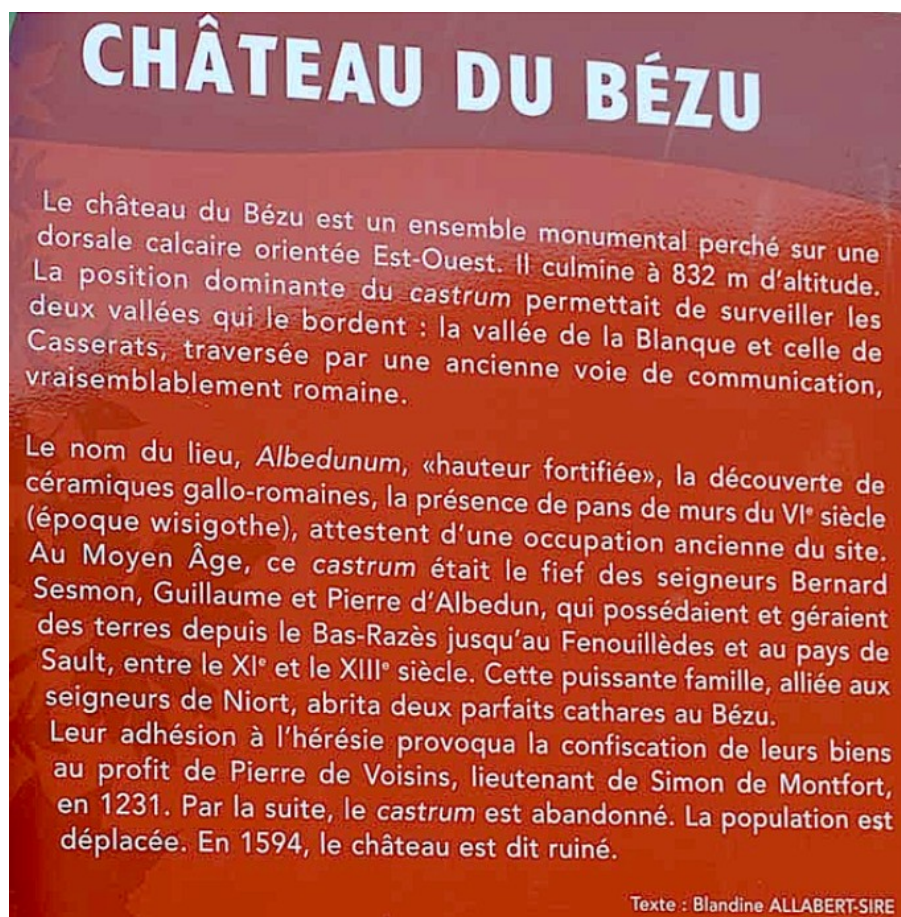 CHÂTEAU DU BÉZU
Le château du Bézu est un ensemble monumental perché sur une
dorsale calcaire orientée Est-Ouest. Il culmine à 832 m d'altitude.
La position dominante du castrum permettait de surveiller les
deux vallées qui le bordent : la vallée de la Blanque et celle de
Casserats, traversée par une ancienne voie de communication,
vraisemblablement romaine.
Le nom du lieu, Albedunum, «hauteur fortifiée», la découverte de
céramiques gallo-romaines, la présence de pans de murs du VIe siècle
(époque wisigothe), attestent d'une occupation ancienne du site.
Au Moyen Âge, ce castrum était le fief des seigneurs Bernard
Sesmon, Guillaume et Pierre d'Albedun, qui possédaient et géraient
des terres depuis le Bas-Razès jusqu'au Fenouillèdes et au pays de
Sault, entre le XIe et le XIIIe siècle. Cette puissante famille, alliée aux
seigneurs de Niort, abrita deux parfaits cathares au Bézu.
Leur adhésion à l'hérésie provoqua la confiscation de leurs biens
au profit de Pierre de Voisins, lieutenant de Simon de Montfort,
en 1231. Par la suite, le castrum est abandonné. La population est
déplacée. En 1594, le château est dit ruiné.
Texte : Blandine ALLABERT-SIRE